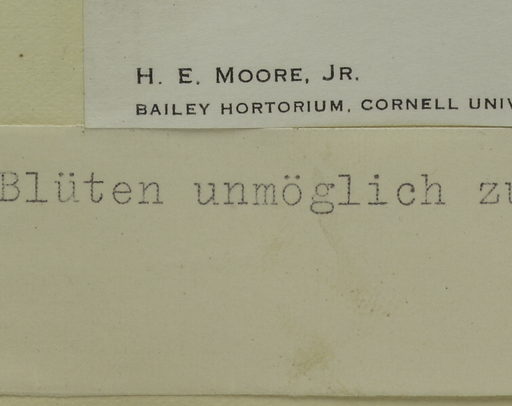 H. E. MOORE, JR.
BAILEY HORTORIUM, CORNELL UNIV
Blüten unmöglich zu